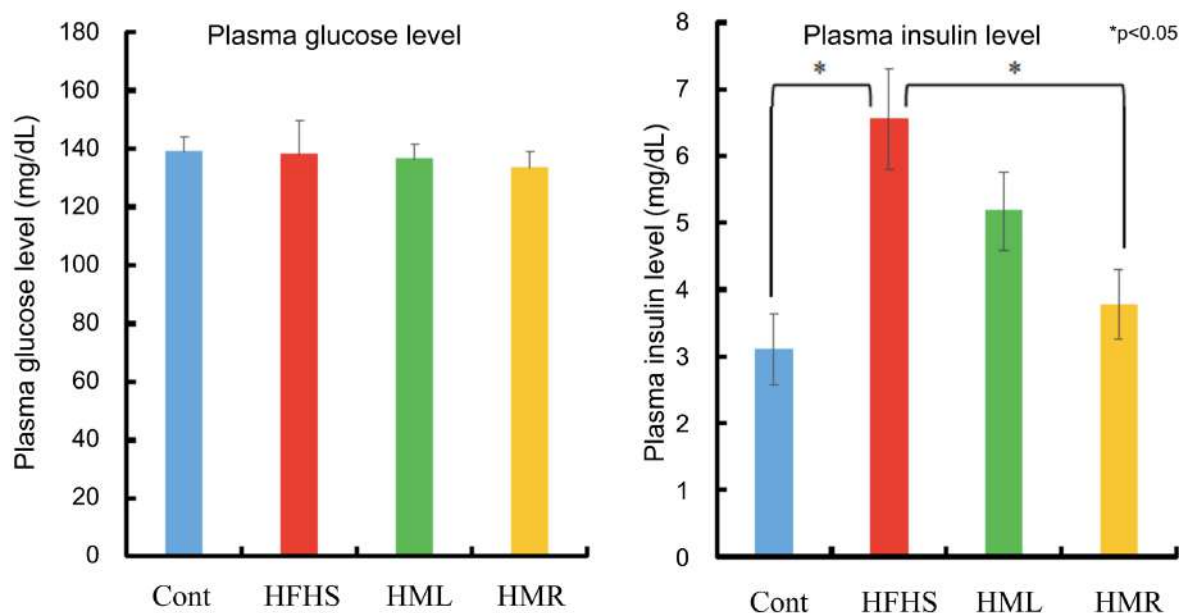 Plasma glucose level
Plasma glucose level (mg/dL)
180
160
140
120
100
80
60
40
20
0
Cont HFHS HML HMR
Plasma insulin level
*p<0.05
* *
Plasma insulin level (mg/dL)
8
7
6
5
4
3
2
1
0
Cont HFHS HML HMR